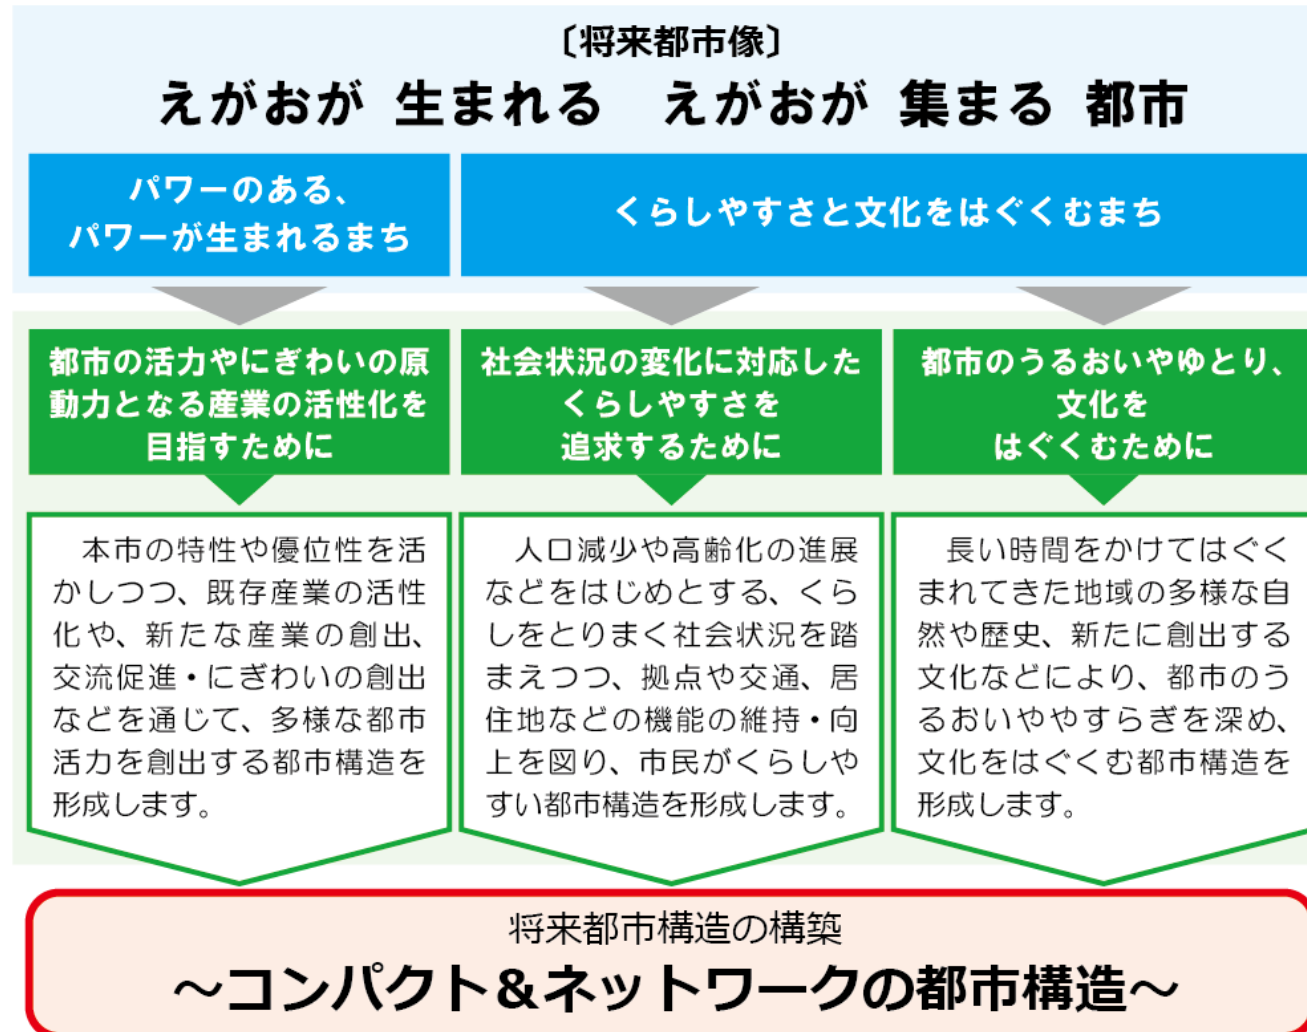 〔将来都市像〕
えがおが 生まれる　えがおが 集まる 都市
パワーのある、
パワーが生まれるまち
くらしやすさと文化をはぐくむまち
都市の活力やにぎわいの原
動力となる産業の活性化を
目指すために
社会状況の変化に対応した
くらしやすさを
追求するために
都市のうるおいやゆとり、
文化を
はぐくむために
本市の特性や優位性を活
かしつつ、既存産業の活性
化や、新たな産業の創出、
交流促進・にぎわいの創出
などを通じて、多様な都市
活力を創出する都市構造を
形成します。
人口減少や高齢化の進展
などをはじめとする、くら
しをとりまく社会状況を踏
まえつつ、拠点や交通、居
住地などの機能の維持・向
上を図り、市民がくらしや
すい都市構造を形成します。
長い時間をかけてはぐく
まれてきた地域の多様な自
然や歴史、新たに創出する
文化などにより、都市のう
るおいややすらぎを深め、
文化をはぐくむ都市構造を
形成します。
将来都市構造の構築
～コンパクト＆ネットワークの都市構造～